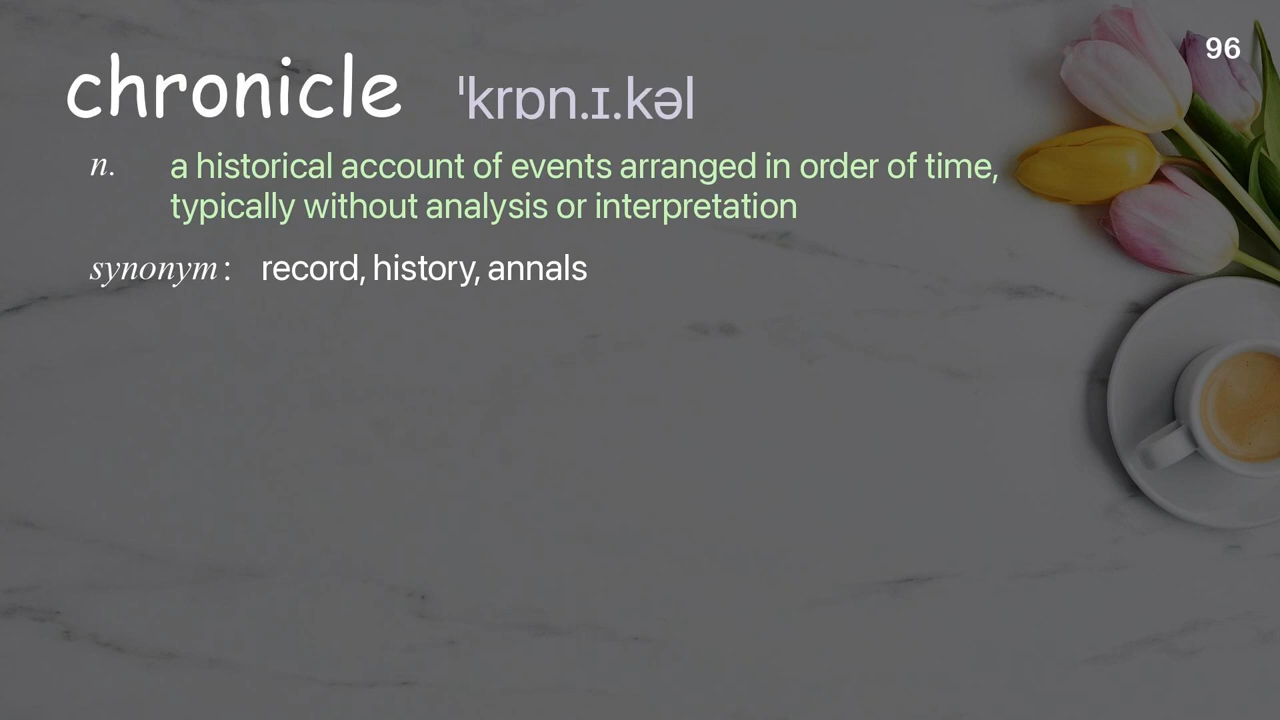 96
chronicle ˈkrɒn.ɪ.kəl
n. a historical account of events arranged in order of time,
typically without analysis or interpretation
synonym: record, history, annals